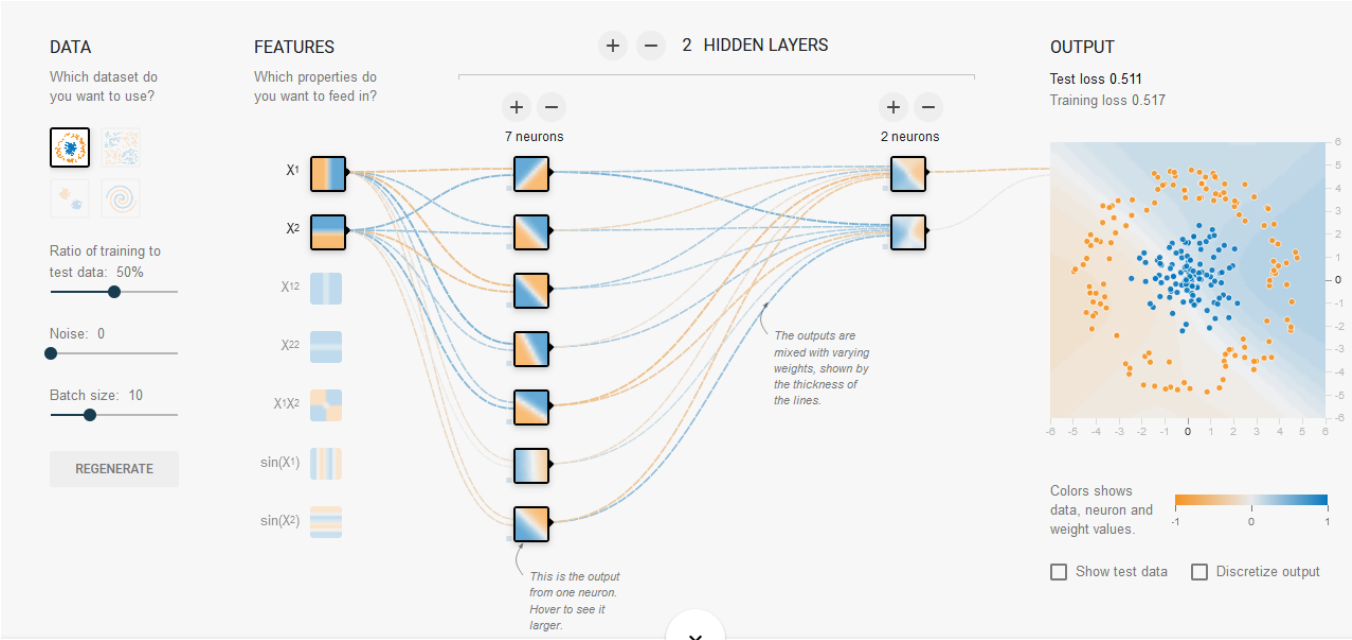 DATA
Which dataset do
you want to use?
Ratio of training to
test data: 50%
Noise: 0
Batch size: 10
REGENERATE
FEATURES
Which properties do
you want to feed in?
X1
X2
X12
X22
X1X2
sin(X1)
sin(X2)
+ − 2 HIDDEN LAYERS
+ −
7 neurons
+ −
2 neurons
The outputs are
mixed with varying
weights, shown by
the thickness of
the lines.
This is the output
from one neuron.
Hover to see it
larger.
OUTPUT
Test loss 0.511
Training loss 0.517
6
5
4
3
2
1
0
-1
-2
-3
-4
-5
-6
-6 -5 -4 -3 -2 -1 0 1 2 3 4 5 6
Colors shows
data, neuron and
weight values.
-1 0 1
Show test data
Discretize output